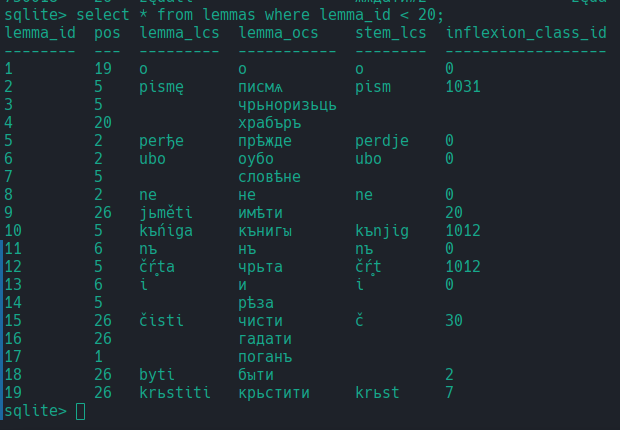 sqlite> select * from lemmas where lemma_id < 20;
lemma_id  pos  lemma_lcs  lemma_ocs    stem_lcs  inflexion_class_id
--------  ---  ---------  -----------  --------  ------------------
1         19   o          о            o         0
2         5    pismę      писмѧ        pism      1031
3         5               чрьноризьць
4         20              храбъръ
5         2    perђe      прѣжде       perdje    0
6         2    ubo        оубо         ubo       0
7         5               словѣне
8         2    ne         не           ne        0
9         26   jьměti     имѣти                  20
10        5    kъńiga     кънигы       kъnjig    1012
11        6    nъ         нъ           nъ        0
12        5    čŕ̥ta       чрьта        čŕ̥t       1012
13        6    i          и            i         0
14        5               рѣза
15        26   čisti      чисти        č         30
16        26              гадати
17        1               поганъ
18        26   byti       бꙑти                   2
19        26   krьstiti   крьстити     krьst     7
sqlite>